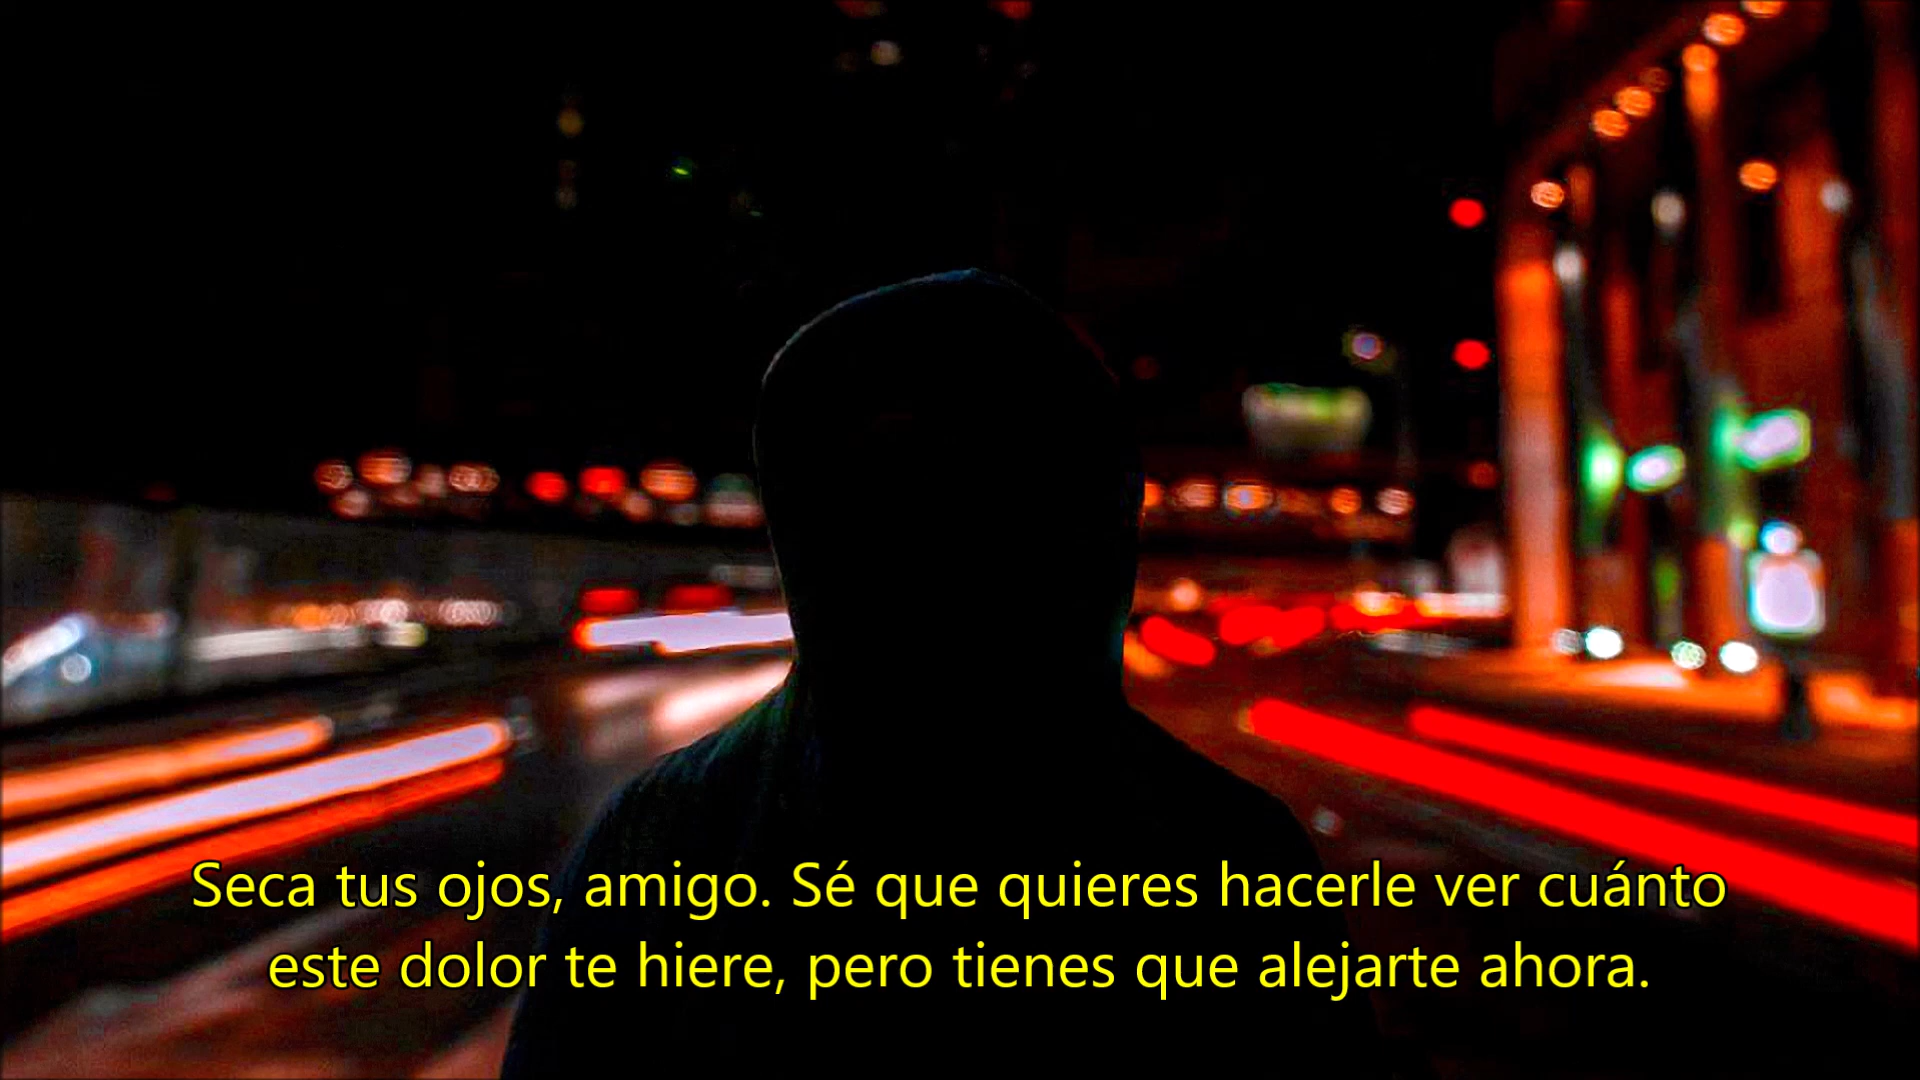 Seca tus ojos, amigo. Sé que quieres hacerle ver cuánto
este dolor te hiere, pero tienes que alejarte ahora.